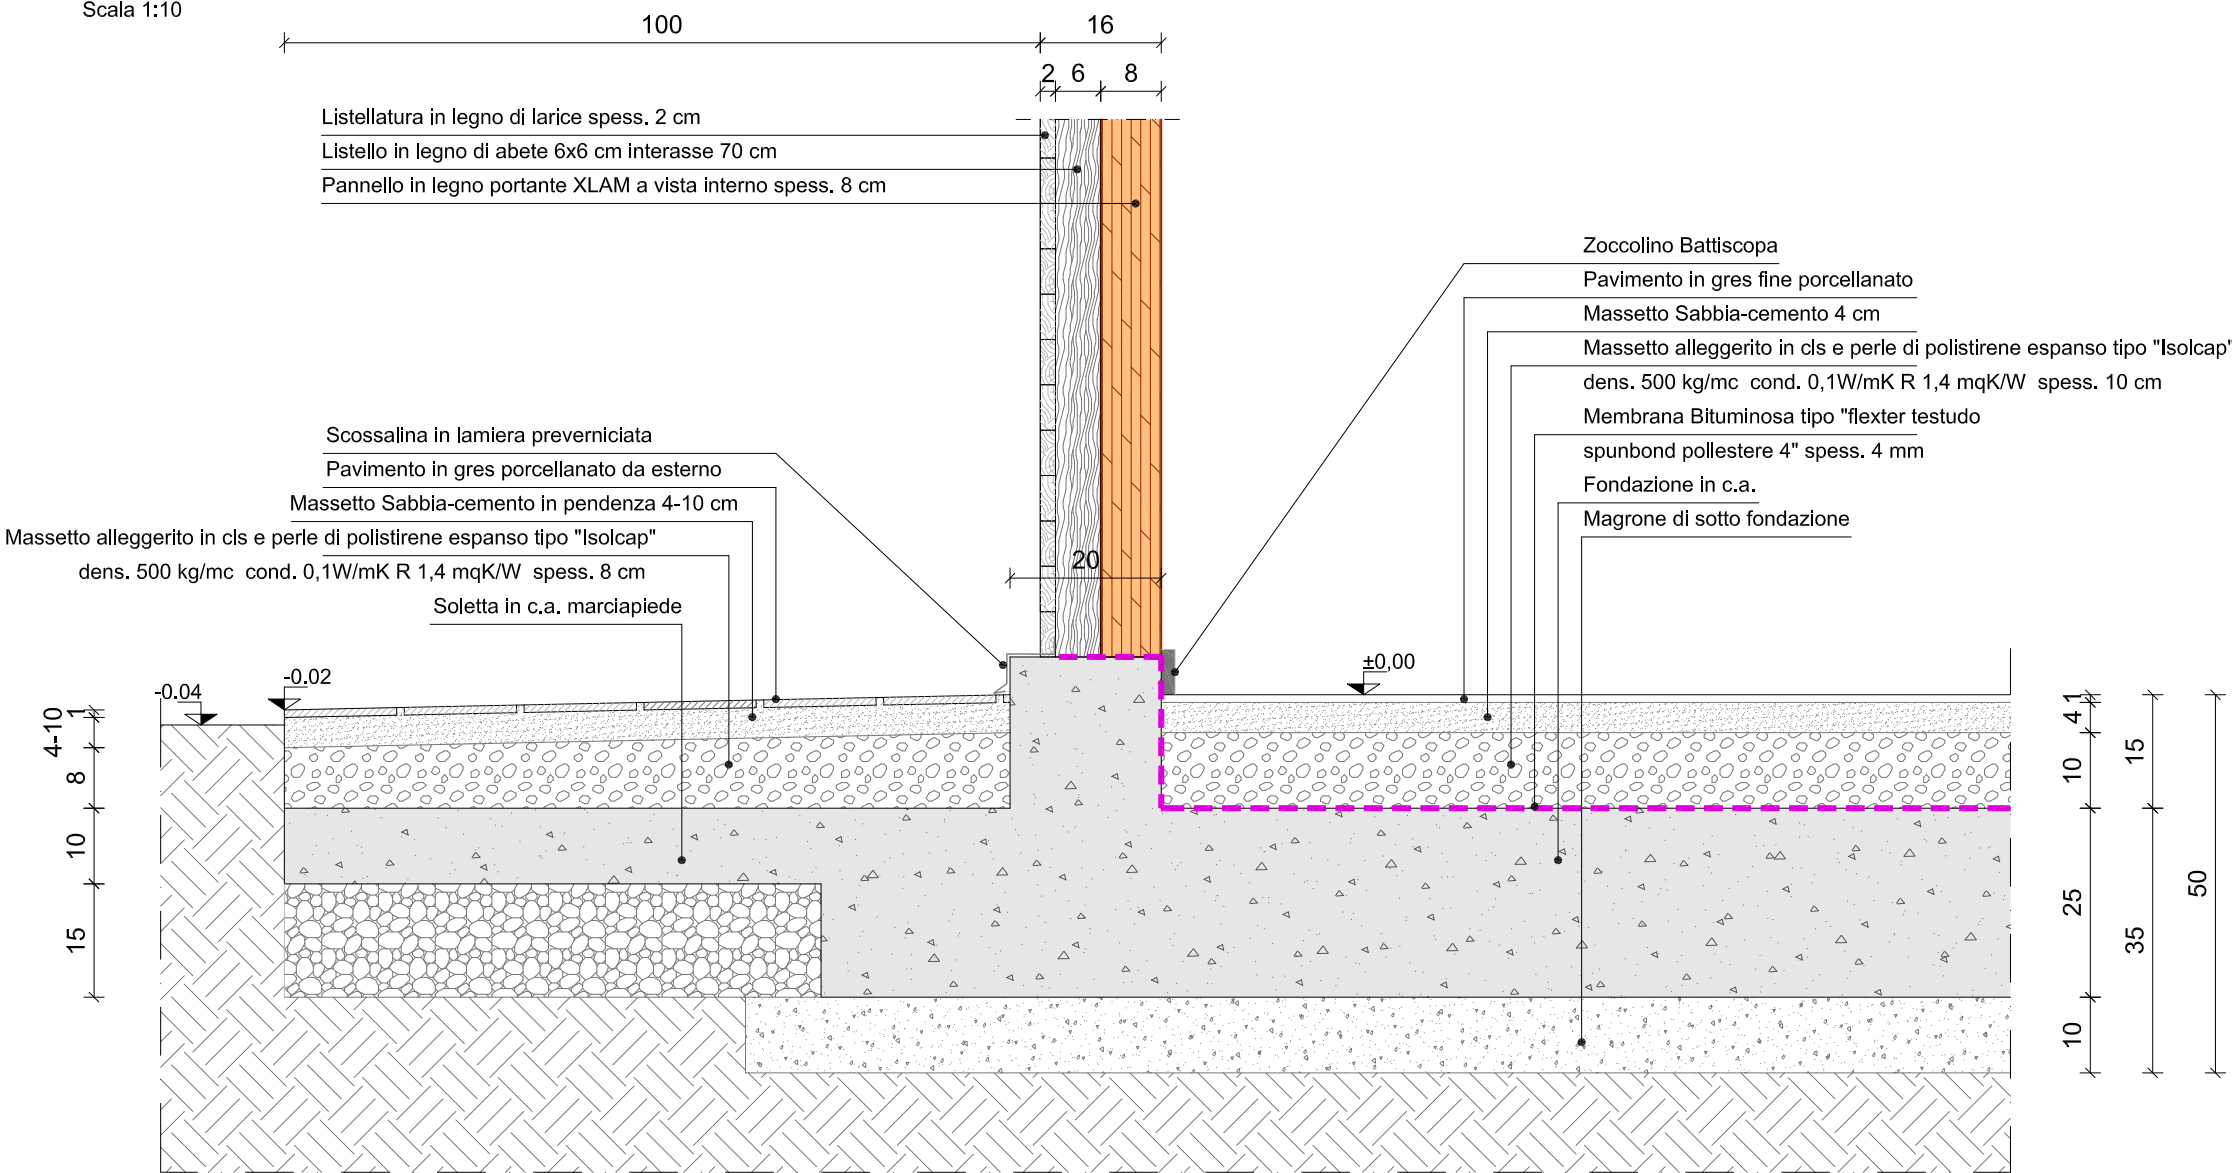 Scala 1:10
100
16
2
6
8
Listellatura in legno di larice spess. 2 cm
Listello in legno di abete 6x6 cm interasse 70 cm
Pannello in legno portante XLAM a vista interno spess. 8 cm
Zoccolino Battiscopa
Pavimento in gres fine porcellanato
Massetto Sabbia-cemento 4 cm
Massetto alleggerito in cls e perle di polistirene espanso tipo "Isolcap"
dens. 500 kg/mc cond. 0,1W/mK R 1,4 mqK/W spess. 10 cm
Membrana Bituminosa tipo "flexter testudo
spunbond poliestere 4" spess. 4 mm
Fondazione in c.a.
Magrone di sotto fondazione
Scossalina in lamiera preverniciata
Pavimento in gres porcellanato da esterno
Massetto Sabbia-cemento in pendenza 4-10 cm
Massetto alleggerito in cls e perle di polistirene espanso tipo "Isolcap"
dens. 500 kg/mc cond. 0,1W/mK R 1,4 mqK/W spess. 8 cm
Soletta in c.a. marciapiede
20
-0.04
-0.02
±0,00
1
4-10
8
10
15
1
4
10
25
10
15
35
50